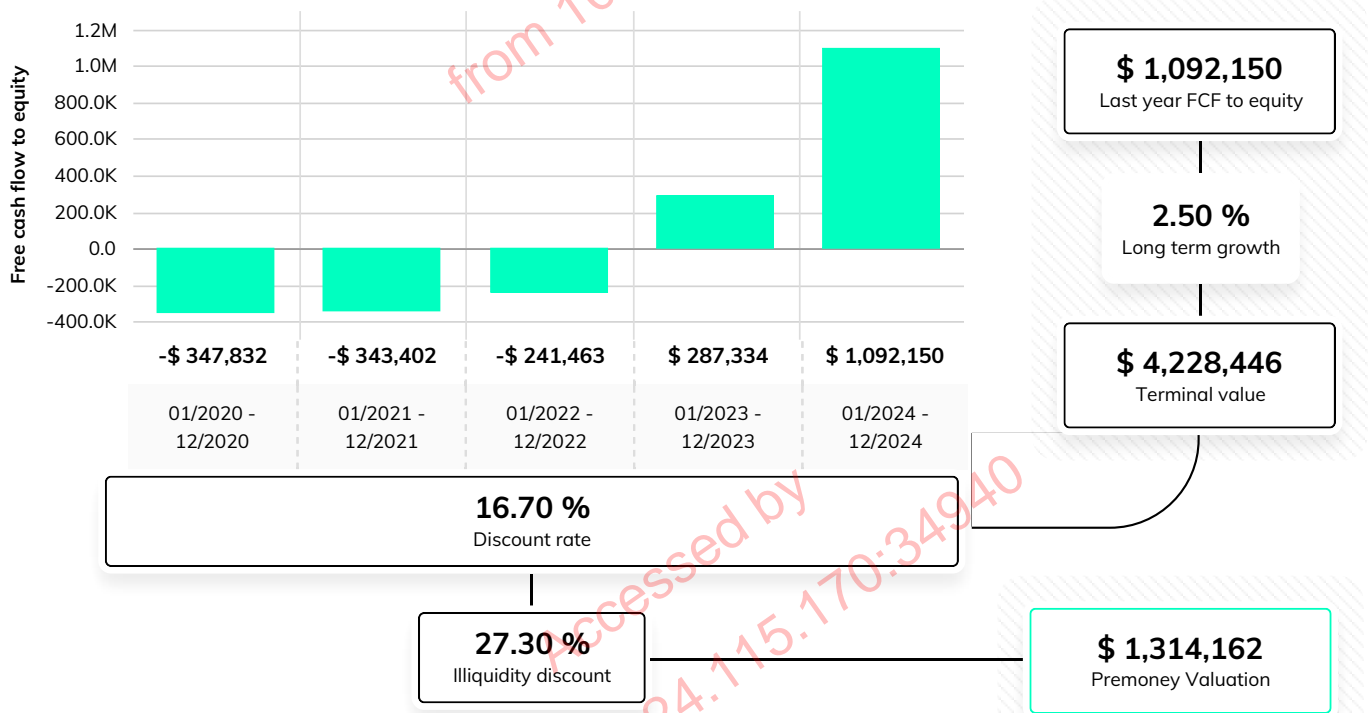 Free cash flow to equity
1.2M
1.0M
800.0K
600.0K
400.0K
200.0K
0.0
-200.0K
-400.0K
-$ 347,832
-$ 343,402
-$ 241,463
$ 287,334
$ 1,092,150
01/2020 -
12/2020
01/2021 -
12/2021
01/2022 -
12/2022
01/2023 -
12/2023
01/2024 -
12/2024
$ 1,092,150
Last year FCF to equity
2.50 %
Long term growth
$ 4,228,446
Terminal value
16.70 %
Discount rate
27.30 %
Illiquidity discount
$ 1,314,162
Premoney Valuation
from
Accessed by
.115.170:34940